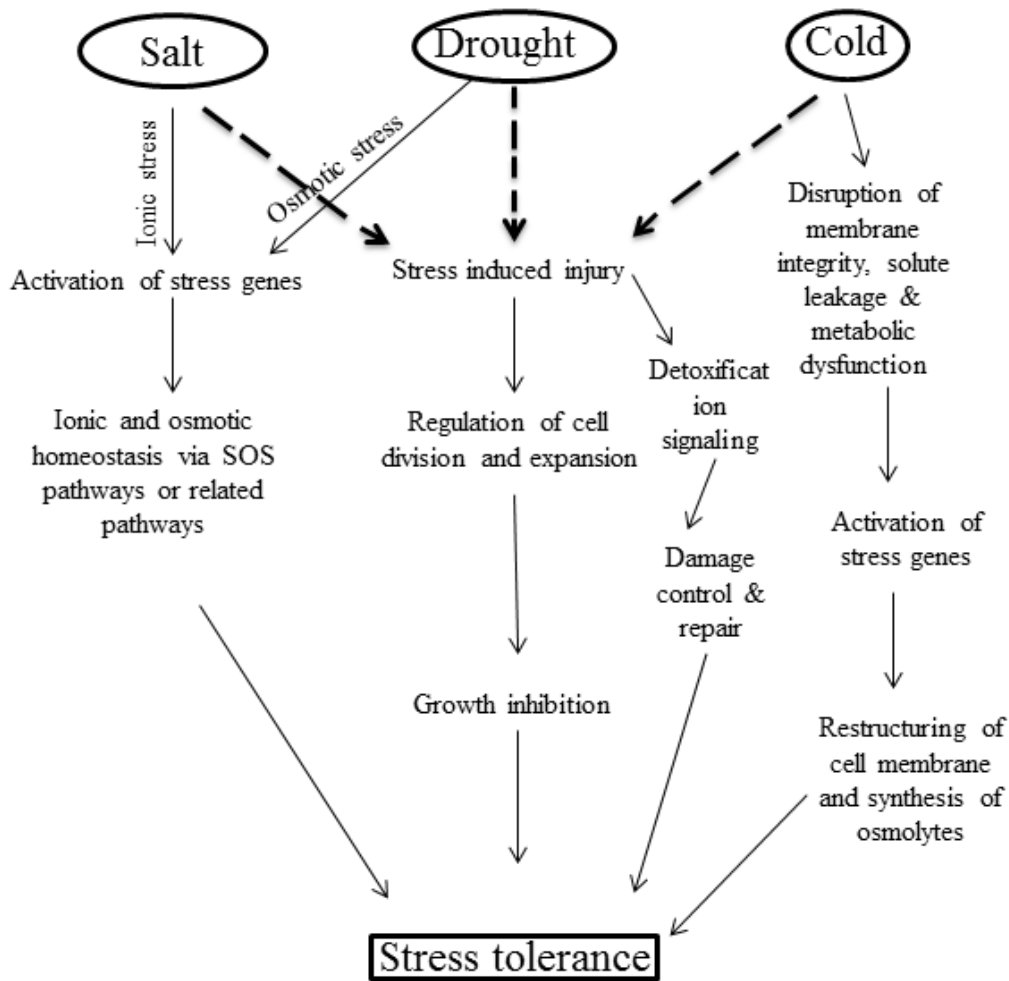 Salt
Drought
Cold
Ionic stress
Osmotic stress
Activation of stress genes
Stress induced injury
Disruption of
membrane
integrity, solute
leakage &
metabolic
dysfunction
Ionic and osmotic
homeostasis via SOS
pathways or related
pathways
Regulation of cell
division and expansion
Detoxificat
ion
signaling
Activation of
stress genes
Damage
control &
repair
Growth inhibition
Restructuring of
cell membrane
and synthesis of
osmolytes
Stress tolerance